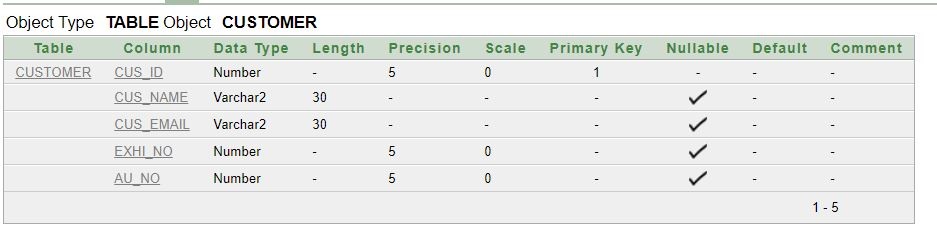 Object Type TABLE Object CUSTOMER
Table Column Data Type Length Precision Scale Primary Key Nullable Default Comment
CUSTOMER CUS_ID Number - 5 0 1 - - -
CUS_NAME Varchar2 30 - - - ✓ - -
CUS_EMAIL Varchar2 30 - - - ✓ - -
EXHI_NO Number - 5 0 - ✓ - -
AU_NO Number - 5 0 - ✓ - -
1 - 5